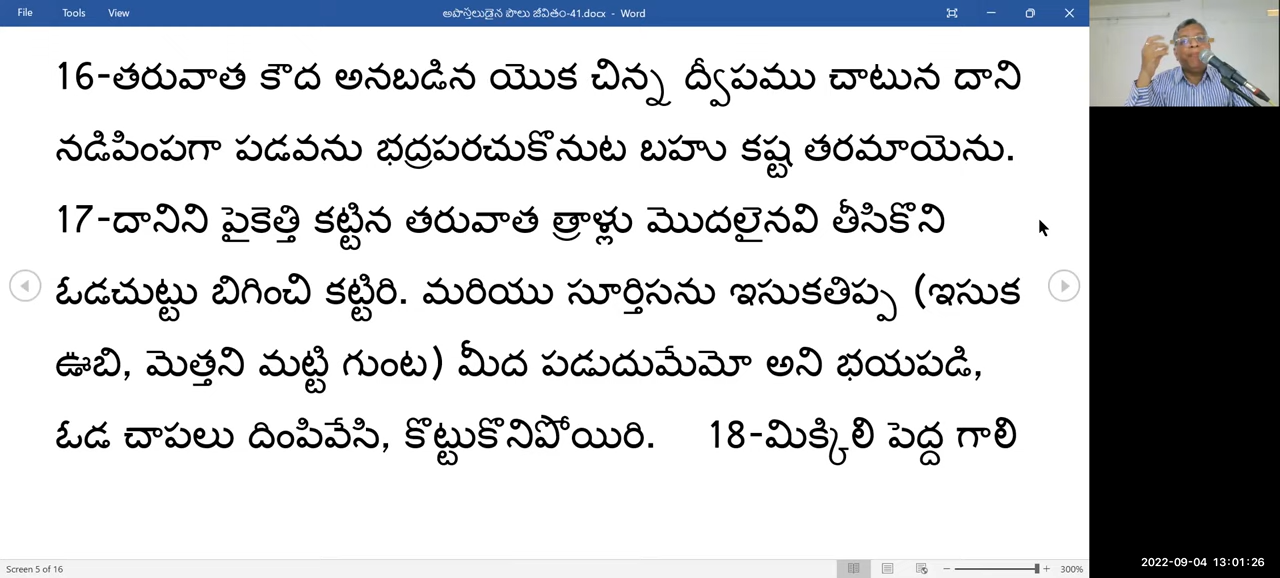 File Tools View అపొస్తలుడైన పౌలు జీవితం-41.docx - Word
16-తరువాత కౌద అనబడిన యొక చిన్న ద్వీపము చాటున దాని
నడిపింపగా పడవను భద్రపరచుకొనుట బహు కష్ట తరమాయెను.
17-దానిని పైకెత్తి కట్టిన తరువాత త్రాళ్లు మొదలైనవి తీసికొని
ఓడచుట్టు బిగించి కట్టిరి. మరియు సూర్తిసను ఇసుకతిప్ప (ఇసుక
ఊబి, మెత్తని మట్టి గుంట) మీద పడుదుమేమో అని భయపడి,
ఓడ చాపలు దింపివేసి, కొట్టుకొనిపోయిరి. 18-మిక్కిలి పెద్ద గాలి
2022-09-04 13:01:26
Screen 5 of 16 300%